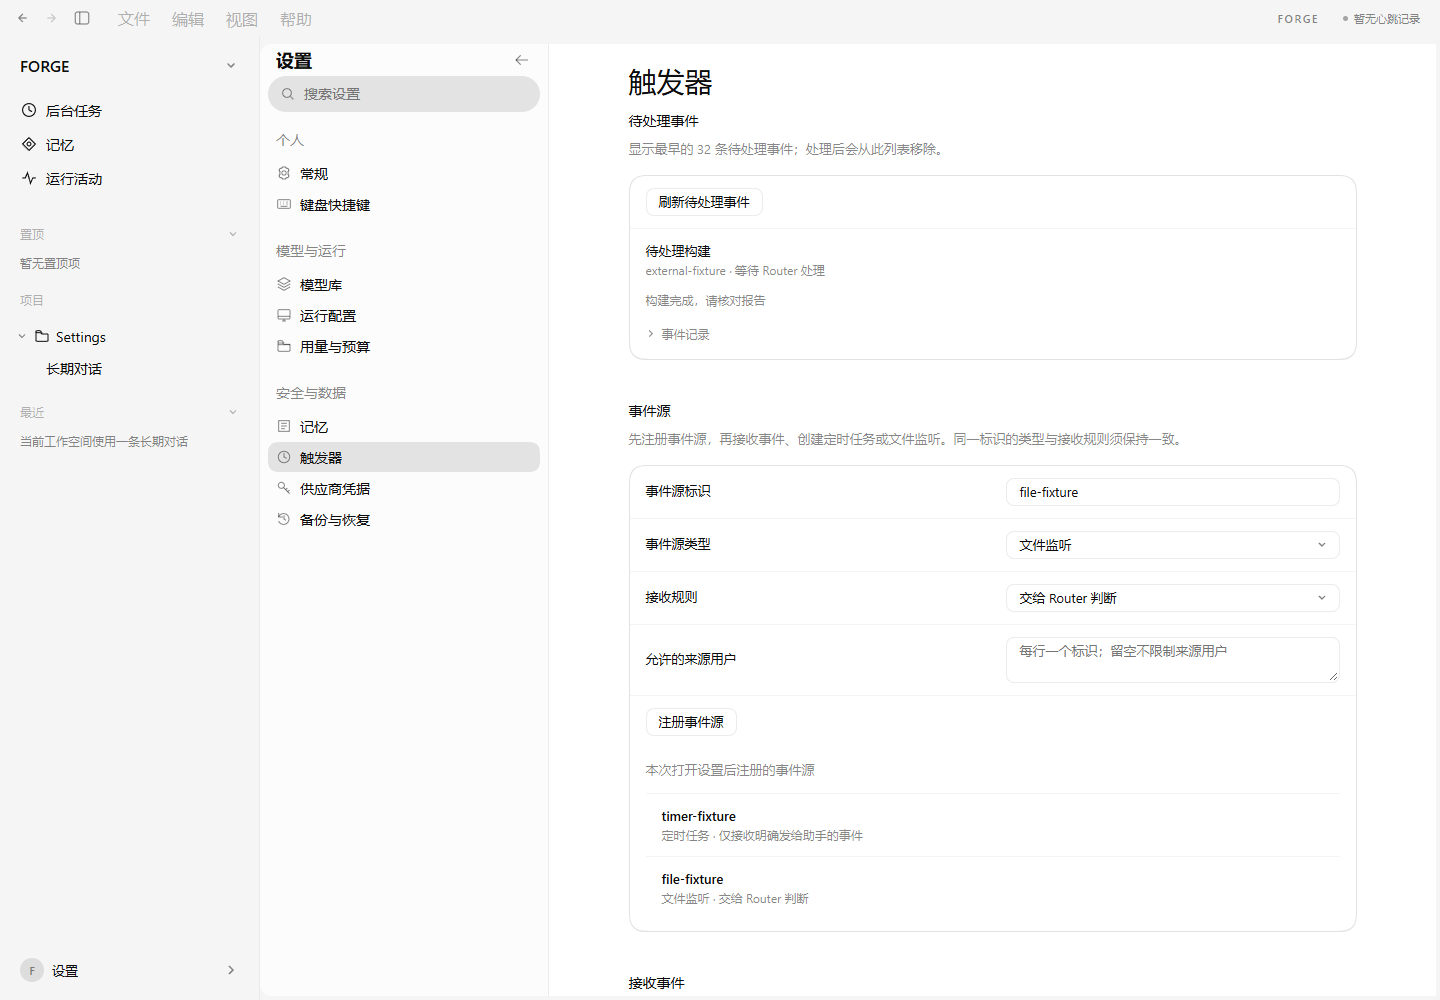 文件 编辑 视图 帮助
FORGE 暂无心跳记录
FORGE
后台任务
记忆
运行活动
置顶
暂无置顶项
项目
Settings
长期对话
最近
当前工作空间使用一条长期对话
F 设置
设置
搜索设置
个人
常规
键盘快捷键
模型与运行
模型库
运行配置
用量与预算
安全与数据
记忆
触发器
供应商凭据
备份与恢复
触发器
待处理事件
显示最早的 32 条待处理事件；处理后会从此列表移除。
刷新待处理事件
待处理构建
external-fixture · 等待 Router 处理
构建完成，请核对报告
事件记录
事件源
先注册事件源，再接收事件、创建定时任务或文件监听。同一标识的类型与接收规则须保持一致。
事件源标识 file-fixture
事件源类型 文件监听
接收规则 交给 Router 判断
允许的来源用户 每行一个标识；留空不限制来源用户
注册事件源
本次打开设置后注册的事件源
timer-fixture
定时任务 · 仅接收明确发给助手的事件
file-fixture
文件监听 · 交给 Router 判断
接收事件